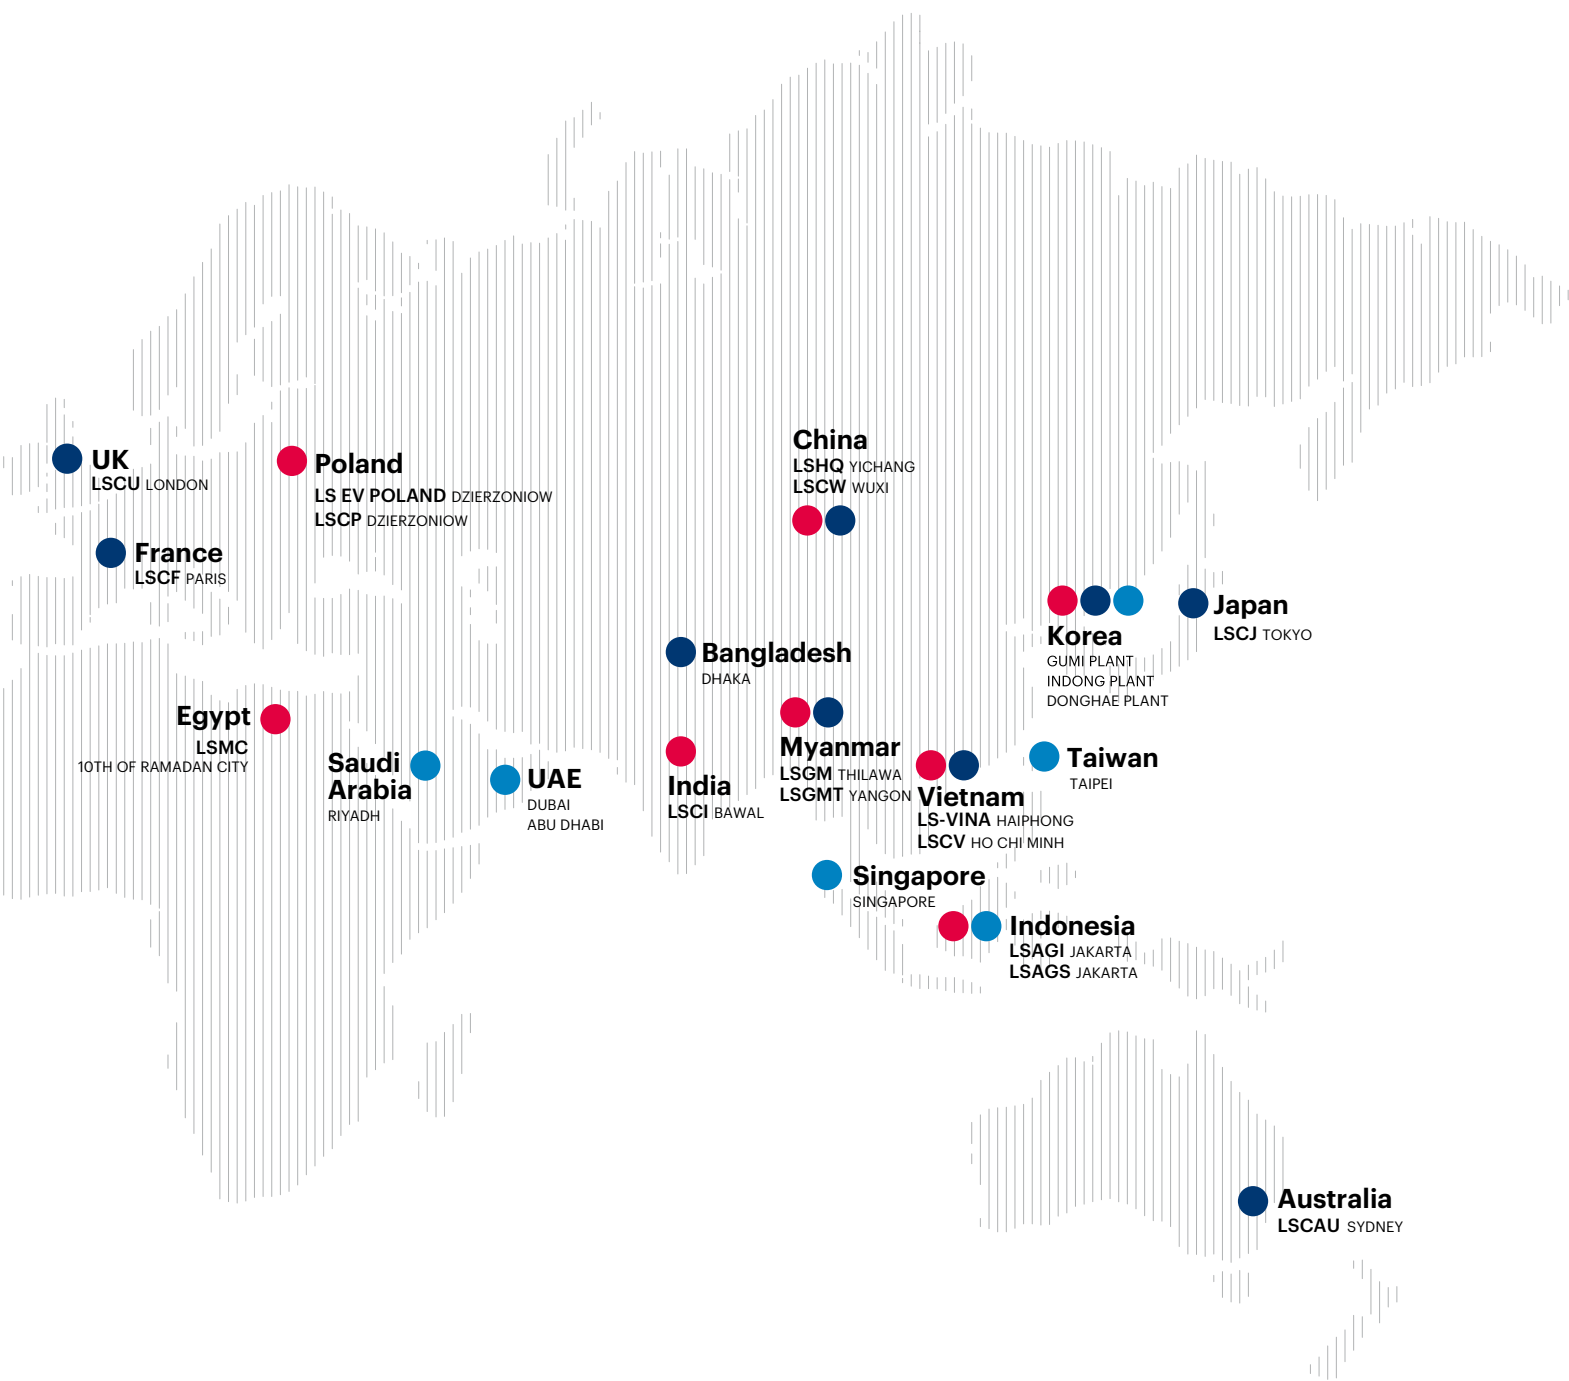 UK
LSCU LONDON
Poland
LS EV POLAND DZIERZONIOW
LSCP DZIERZONIOW
France
LSCF PARIS
China
LSHQ YICHANG
LSCW WUXI
Korea
GUMI PLANT
INDONG PLANT
DONGHAE PLANT
Japan
LSCJ TOKYO
Bangladesh
DHAKA
Egypt
LSMC
10TH OF RAMADAN CITY
Saudi
Arabia
RIYADH
UAE
DUBAI
ABU DHABI
India
LSCI BAWAL
Myanmar
LSGM THILAWA
LSGMT YANGON
Vietnam
LS-VINA HAIPHONG
LSCV HO CHI MINH
Taiwan
TAIPEI
Singapore
SINGAPORE
Indonesia
LSAGI JAKARTA
LSAGS JAKARTA
Australia
LSCAU SYDNEY